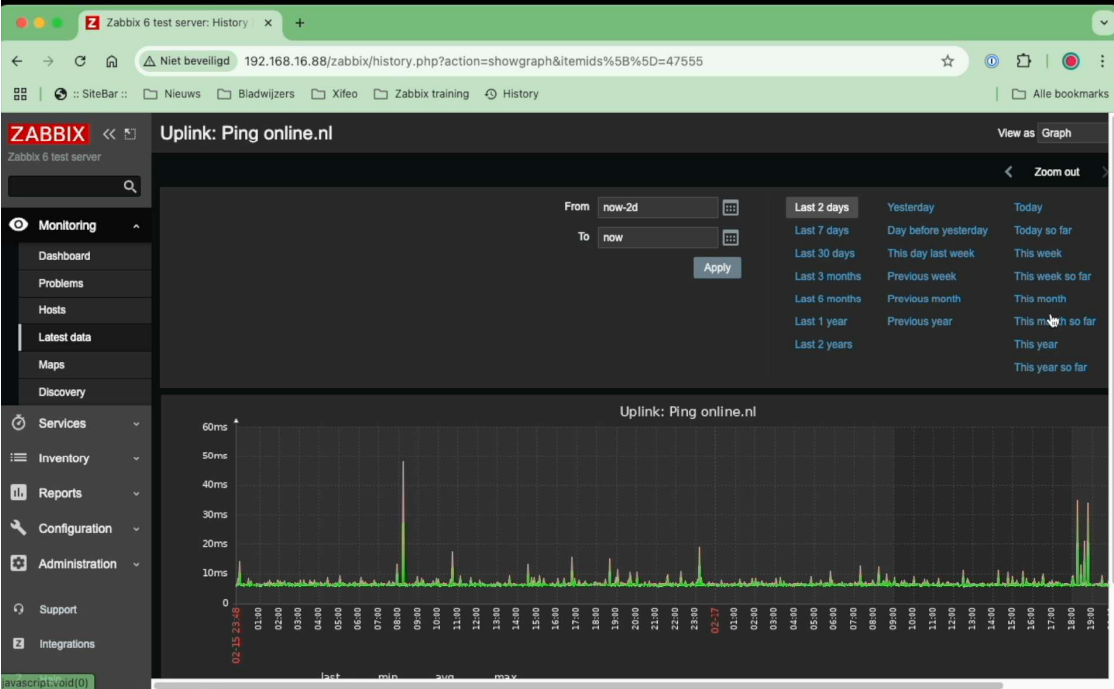 Zabbix 6 test server: History
Niet beveiligd 192.168.16.88/zabbix/history.php?action=showgraph&itemids%5B%5D=47555
:: SiteBar :: Nieuws Bladwijzers Xifeo Zabbix training History Alle bookmarks
ZABBIX
Zabbix 6 test server
Monitoring
Dashboard
Problems
Hosts
Latest data
Maps
Discovery
Services
Inventory
Reports
Configuration
Administration
Support
Integrations
javascript:void(0)
Uplink: Ping online.nl
View as Graph
Zoom out
From now-2d
To now
Apply
Last 2 days Yesterday Today
Last 7 days Day before yesterday Today so far
Last 30 days This day last week This week
Last 3 months Previous week This week so far
Last 6 months Previous month This month
Last 1 year Previous year This month so far
Last 2 years This year
This year so far
Uplink: Ping online.nl
60ms
50ms
40ms
30ms
20ms
10ms
0
02-15 23:48 01:00 02:00 03:00 04:00 05:00 06:00 07:00 08:00 09:00 10:00 11:00 12:00 13:00 14:00 15:00 16:00 17:00 18:00 19:00 20:00 21:00 22:00 23:00 02-17 01:00 02:00 03:00 04:00 05:00 06:00 07:00 08:00 09:00 10:00 11:00 12:00 13:00 14:00 15:00 16:00 17:00 18:00 19:00
last min avg max